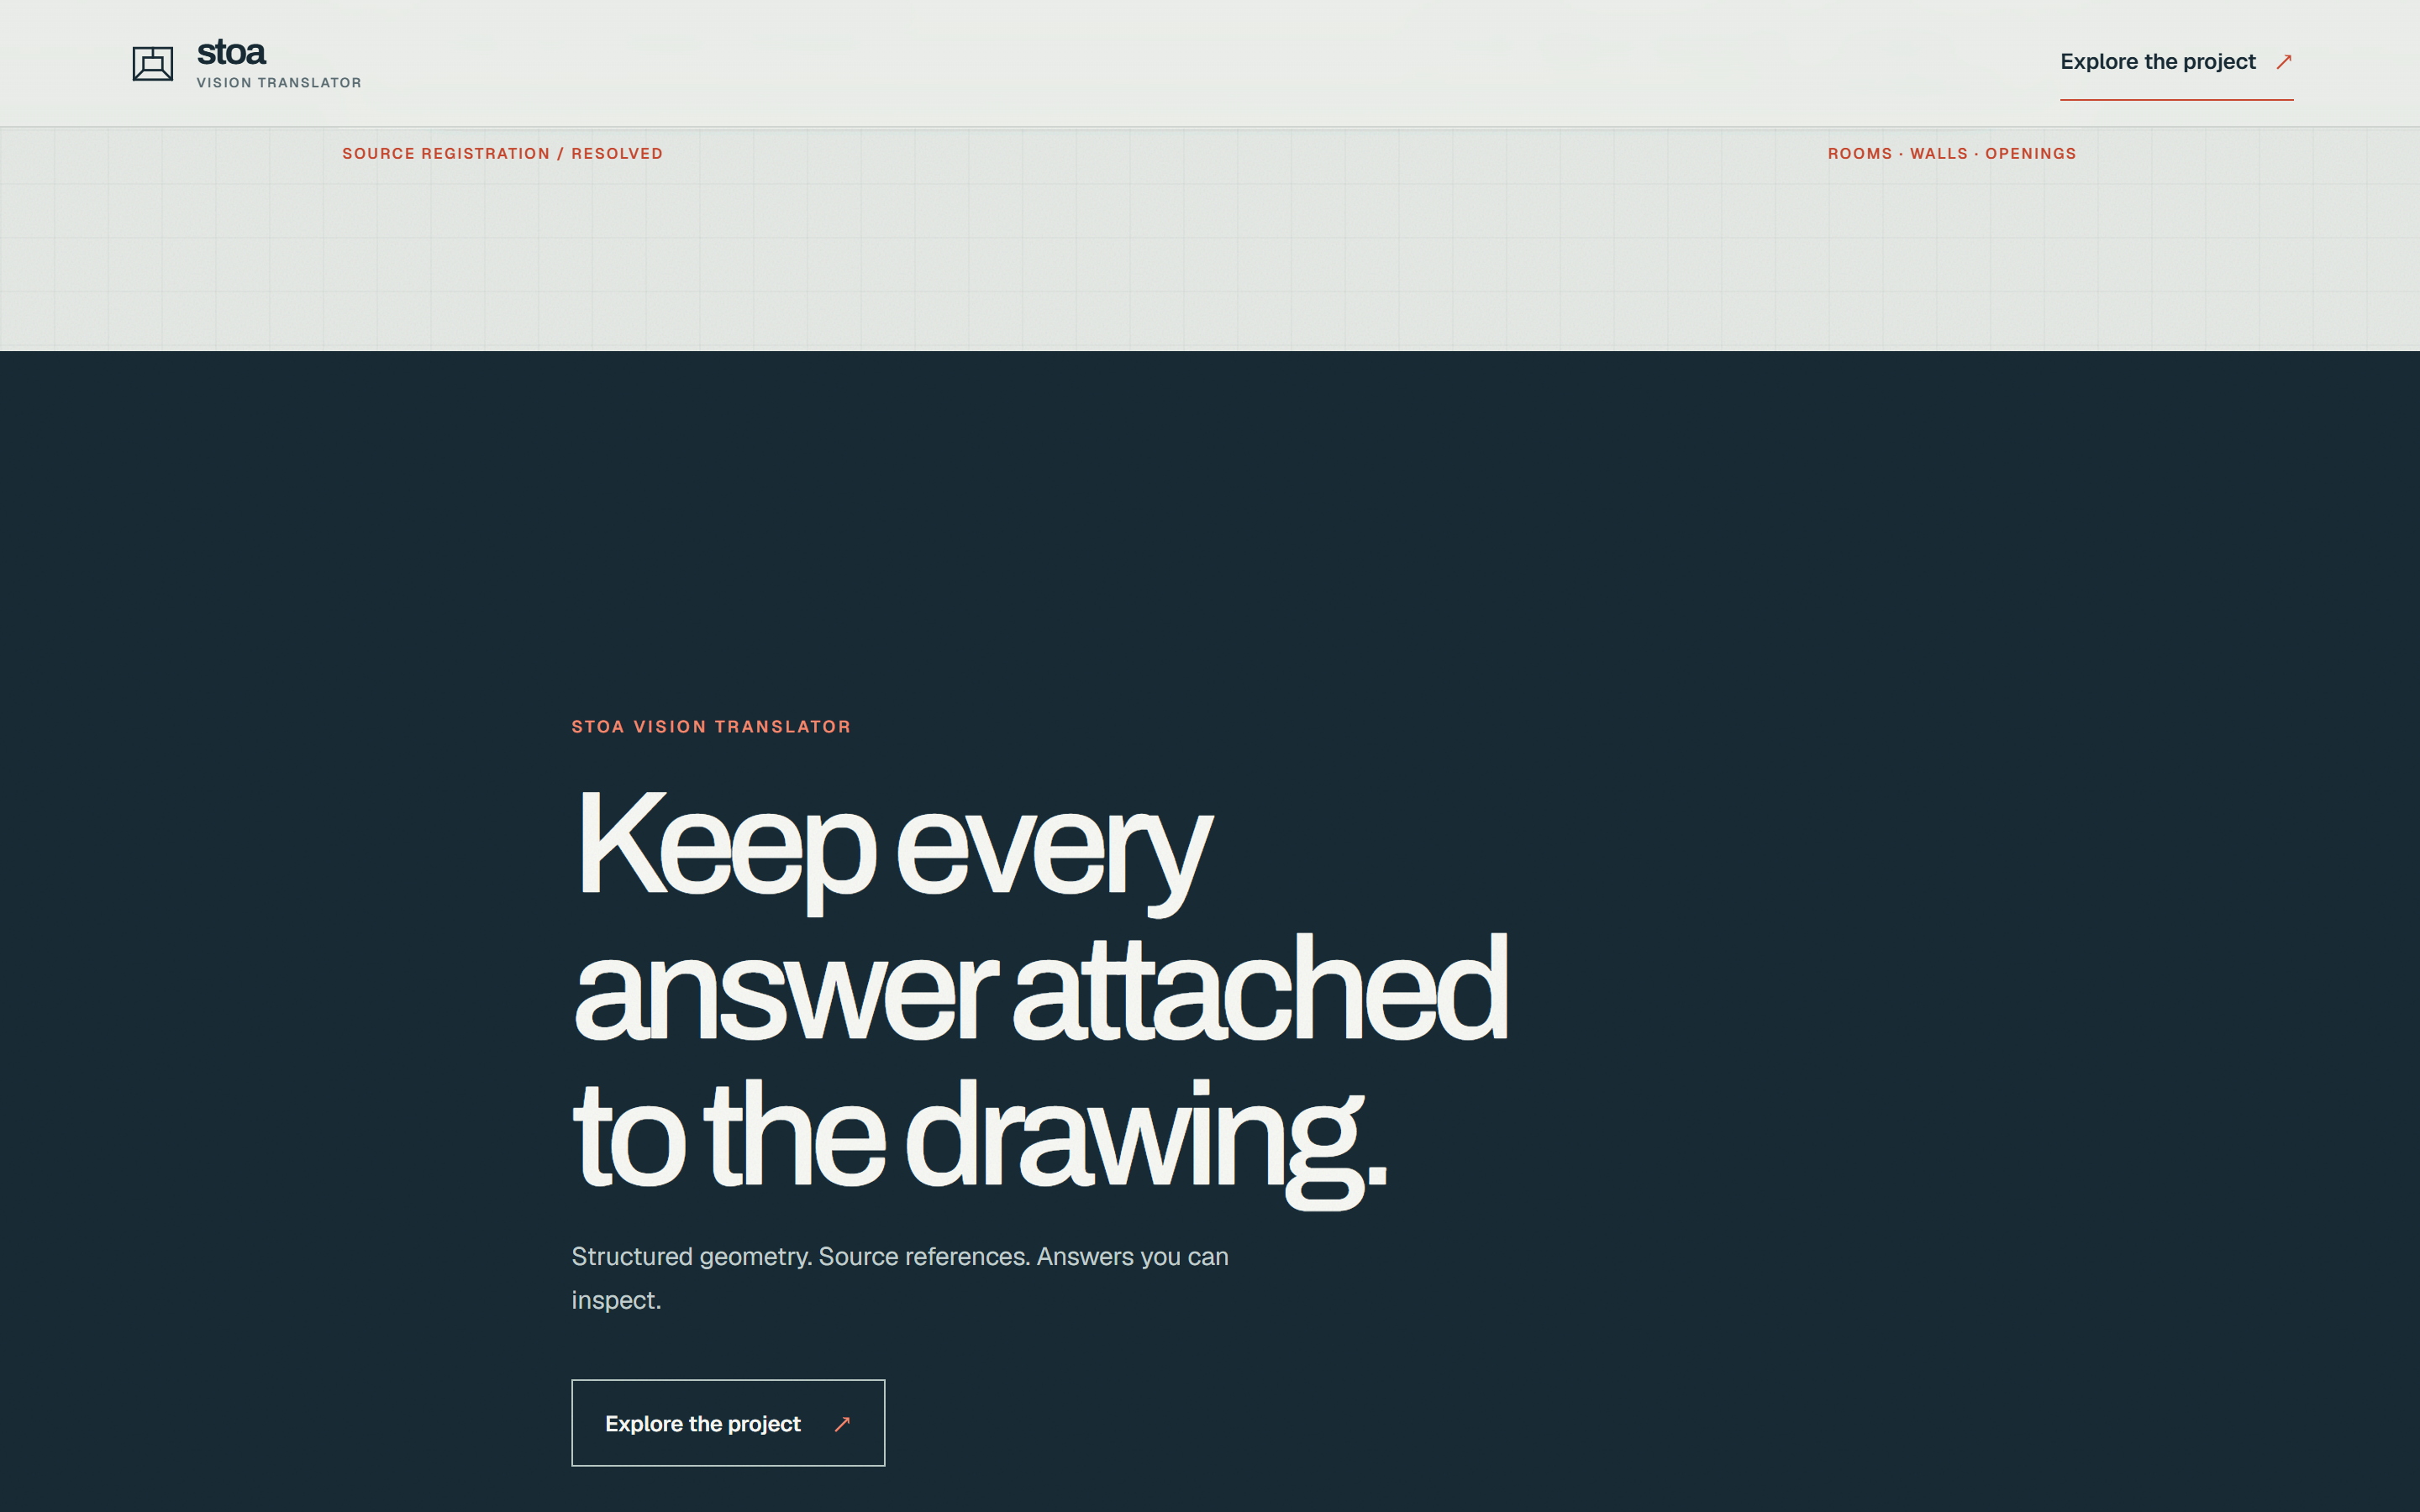 stoa
VISION TRANSLATOR
Explore the project ↗
SOURCE REGISTRATION / RESOLVED
ROOMS · WALLS · OPENINGS
STOA VISION TRANSLATOR
Keep every
answer attached
to the drawing.
Structured geometry. Source references. Answers you can
inspect.
Explore the project ↗